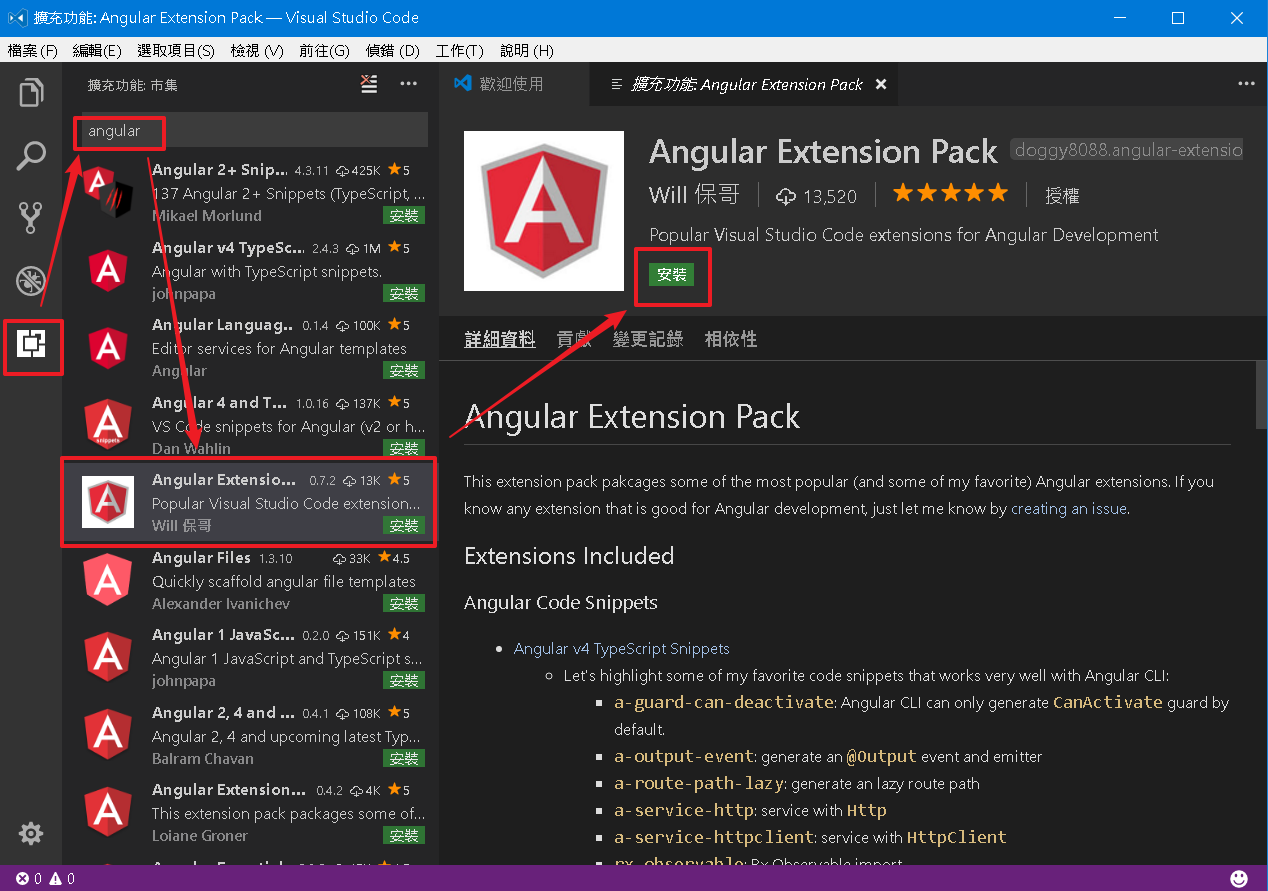 擴充功能: Angular Extension Pack — Visual Studio Code
檔案(F) 編輯(E) 選取項目(S) 檢視 (V) 前往(G) 偵錯 (D) 工作(T) 說明 (H)
擴充功能: 市集
angular
Angular 2+ Snip... 4.3.11 425K 5
137 Angular 2+ Snippets (TypeScript, ...
Mikael Morlund 安裝
Angular v4 TypeSc... 2.4.3 1M 5
Angular with TypeScript snippets.
johnpapa 安裝
Angular Languag... 0.1.4 100K 5
Editor services for Angular templates
Angular 安裝
Angular 4 and T... 1.0.16 137K 5
VS Code snippets for Angular (v2 or h...
Dan Wahlin 安裝
Angular Extensio... 0.7.2 13K 5
Popular Visual Studio Code extension...
Will 保哥 安裝
Angular Files 1.3.10 33K 4.5
Quickly scaffold angular file templates
Alexander Ivanichev 安裝
Angular 1 JavaSc... 0.2.0 151K 4
Angular 1 JavaScript and TypeScript s...
johnpapa 安裝
Angular 2, 4 and ... 0.4.1 108K 5
Angular 2, 4 and upcoming latest Typ...
Balram Chavan 安裝
Angular Extension... 0.4.2 4K 5
This extension pack packages some of...
Loiane Groner 安裝
歡迎使用 擴充功能: Angular Extension Pack
Angular Extension Pack doggy8088.angular-extensio
Will 保哥 13,520 授權
Popular Visual Studio Code extensions for Angular Development
安裝
詳細資料 貢獻 變更記錄 相依性
Angular Extension Pack
This extension pack pakcages some of the most popular (and some of my favorite) Angular extensions. If you
know any extension that is good for Angular development, just let me know by creating an issue.
Extensions Included
Angular Code Snippets
Angular v4 TypeScript Snippets
Let's highlight some of my favorite code snippets that works very well with Angular CLI:
a-guard-can-deactivate: Angular CLI can only generate CanActivate guard by
default.
a-output-event: generate an @Output event and emitter
a-route-path-lazy: generate an lazy route path
a-service-http: service with Http
a-service-httpclient: service with HttpClient
rx-observable: Rx Observable import
0 0